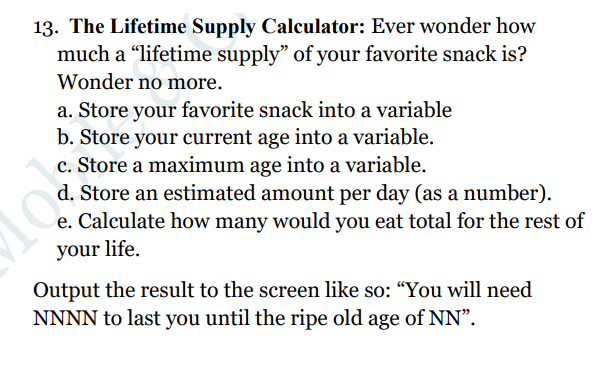 13. The Lifetime Supply Calculator: Ever wonder how
much a “lifetime supply” of your favorite snack is?
Wonder no more.
a. Store your favorite snack into a variable
b. Store your current age into a variable.
c. Store a maximum age into a variable.
d. Store an estimated amount per day (as a number).
e. Calculate how many would you eat total for the rest of
your life.
Output the result to the screen like so: “You will need
NNNN to last you until the ripe old age of NN”.